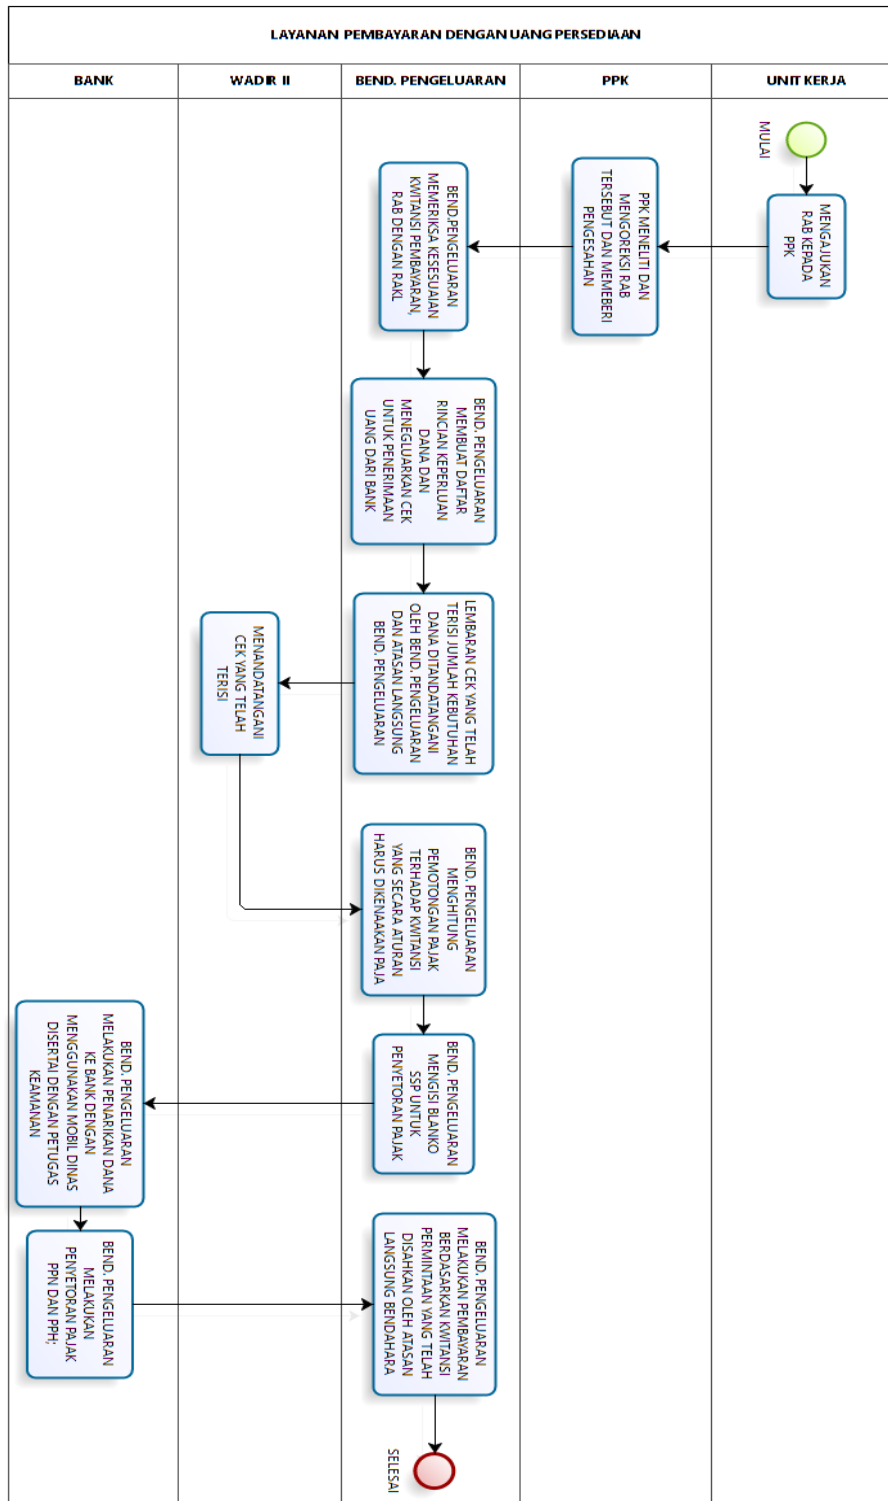 LAYANAN PEMBAYARAN DENGAN UANG PERSEDIAAN
BANK
WADIR II
BEND. PENGELUARAN
PPK
UNIT KERJA
MULAI
MENGAJUKAN
RAB KEPADA
PPK
PPK MENELITI DAN
MENGOREKSI RAB
TERSEBUT DAN MEMEBERI
PENGESAHAN
BEND.PENGELUARAN
MEMERIKSA KESESUAIAN
KWITANSI PEMBAYARAN,
RAB DENGAN RAKL
BEND. PENGELUARAN
MEMBUAT DAFTAR
RINCIAN KEPERLUAN
DANA DAN
MENEGLUARKAN CEK
UNTUK PENERIMAAN
UANG DARI BANK
LEMBARAN CEK YANG TELAH
TERISI JUMLAH KEBUTUHAN
DANA DITANDATANGANI
OLEH BEND. PENGELUARAN
DAN ATASAN LANGSUNG
BEND. PENGELUARAN
MENANDATANGANI
CEK YANG TELAH
TERISI
BEND. PENGELUARAN
MENGHITUNG
PEMOTONGAN PAJAK
TERHADAP KWITANSI
YANG SECARA ATURAN
HARUS DIKENAAKAN PAJA
BEND. PENGELUARAN
MENGISI BLANKO
SSP UNTUK
PENYETORAN PAJAK
BEND. PENGELUARAN
MELAKUKAN PENARIKAN DANA
KE BANK DENGAN
MENGGUNAKAN MOBIL DINAS
DISERTAI DENGAN PETUGAS
KEAMANAN
BEND. PENGELUARAN
MELAKUKAN
PENYETORAN PAJAK
PPN DAN PPH;
BEND. PENGELUARAN
MELAKUKAN PEMBAYARAN
BERDASARKAN KWITANSI
PERMINTAAN YANG TELAH
DISAHKAN OLEH ATASAN
LANGSUNG BENDAHARA
SELESAI